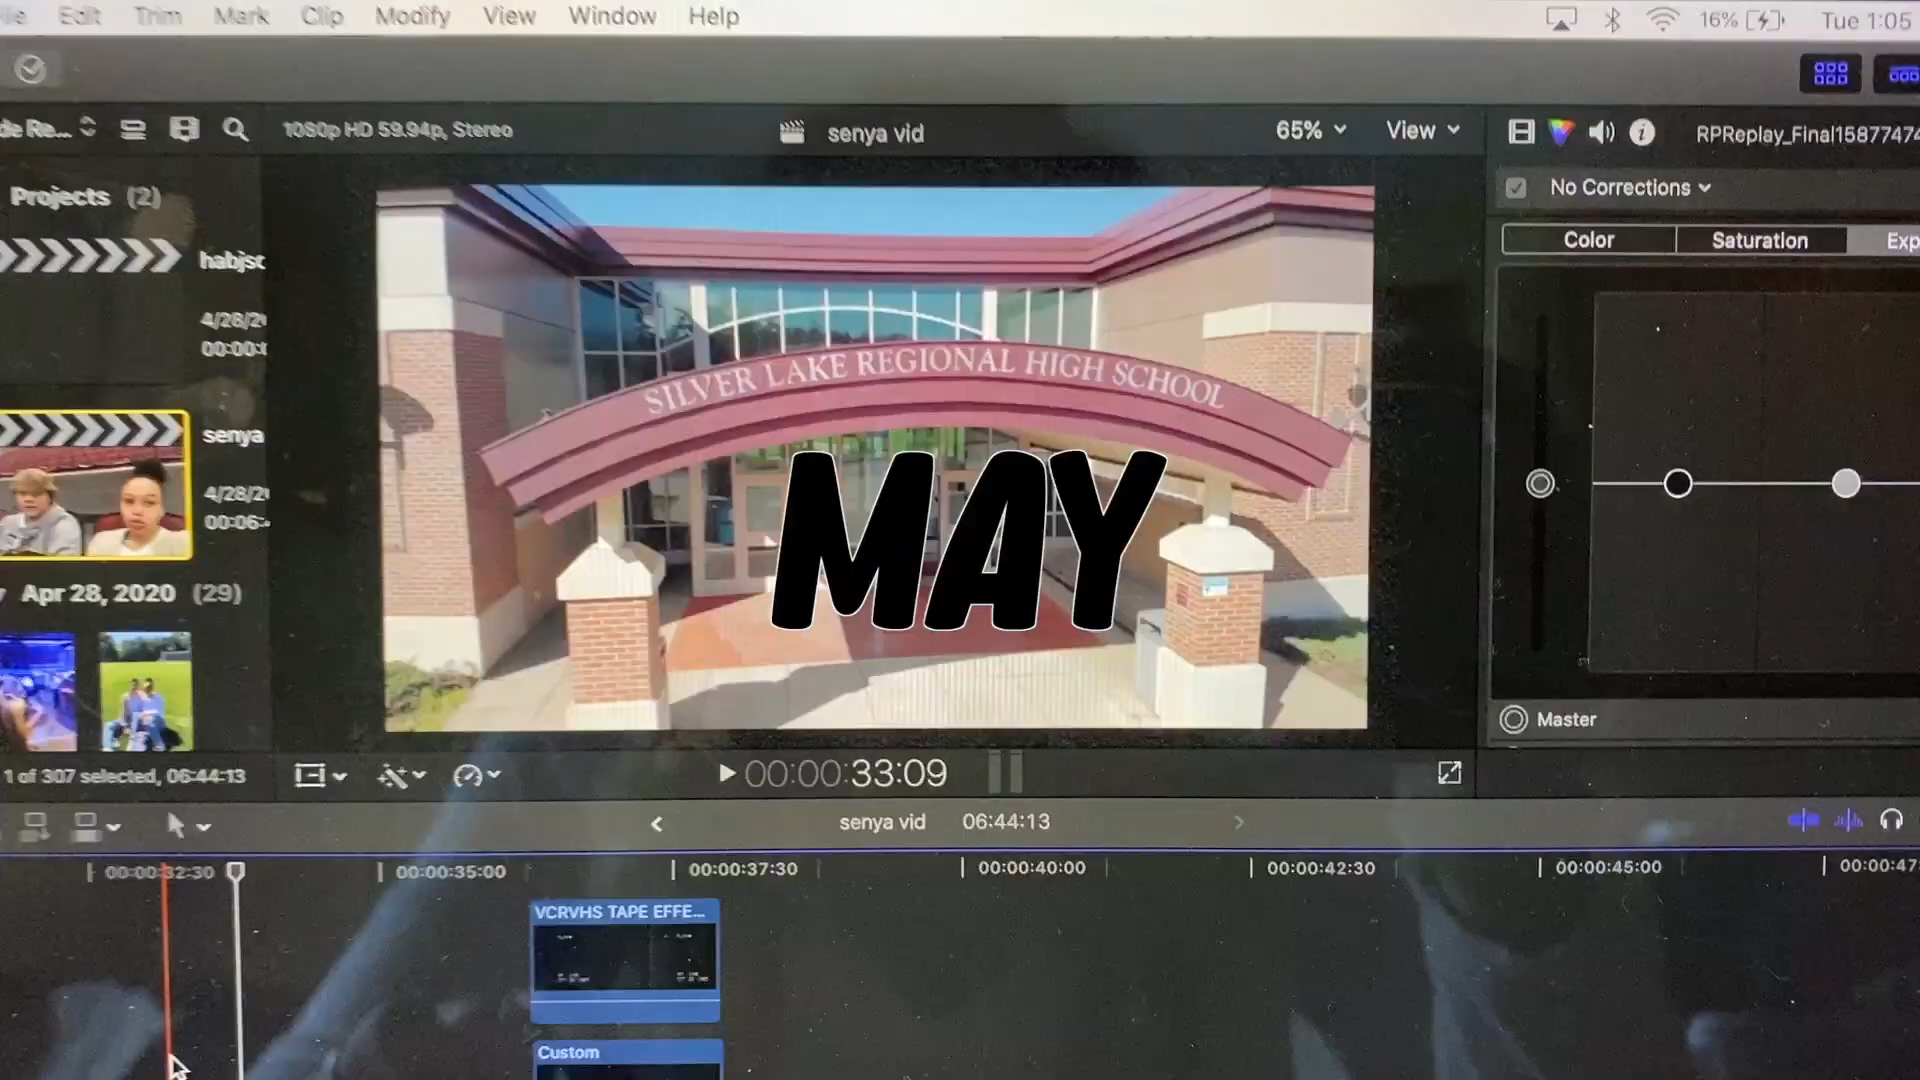 Edit Trim Mark Clip Modify View Window Help
16% Tue 1:05
1080p HD 59.94p, Stereo
senya vid
65% View
Projects (2)
No Corrections
Color Saturation
SILVER LAKE REGIONAL HIGH SCHOOL
MAY
senya
Apr 28, 2020 (29)
Master
1 of 307 selected, 06:44:13
00:00:33:09
senya vid 06:44:13
00:00:32:30 00:00:35:00 00:00:37:30 00:00:40:00 00:00:42:30 00:00:45:00
VCRVHS TAPE EFFE...
Custom